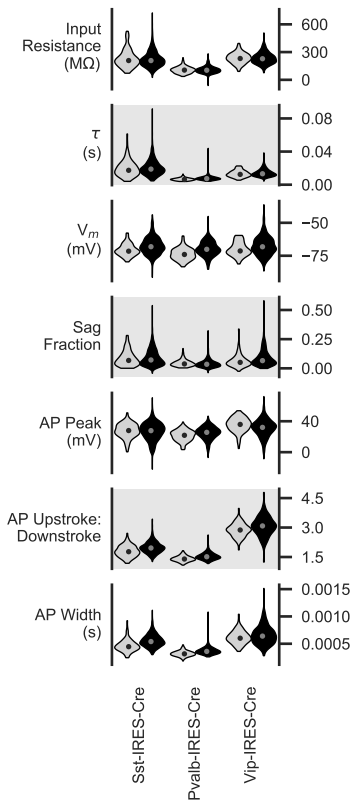 Input
Resistance
(MΩ)
600
300
0
τ
(s)
0.08
0.04
0.00
Vm
(mV)
−50
−75
Sag
Fraction
0.50
0.25
0.00
AP Peak
(mV)
40
0
AP Upstroke:
Downstroke
4.5
3.0
1.5
AP Width
(s)
0.0015
0.0010
0.0005
Sst-IRES-Cre
Pvalb-IRES-Cre
Vip-IRES-Cre